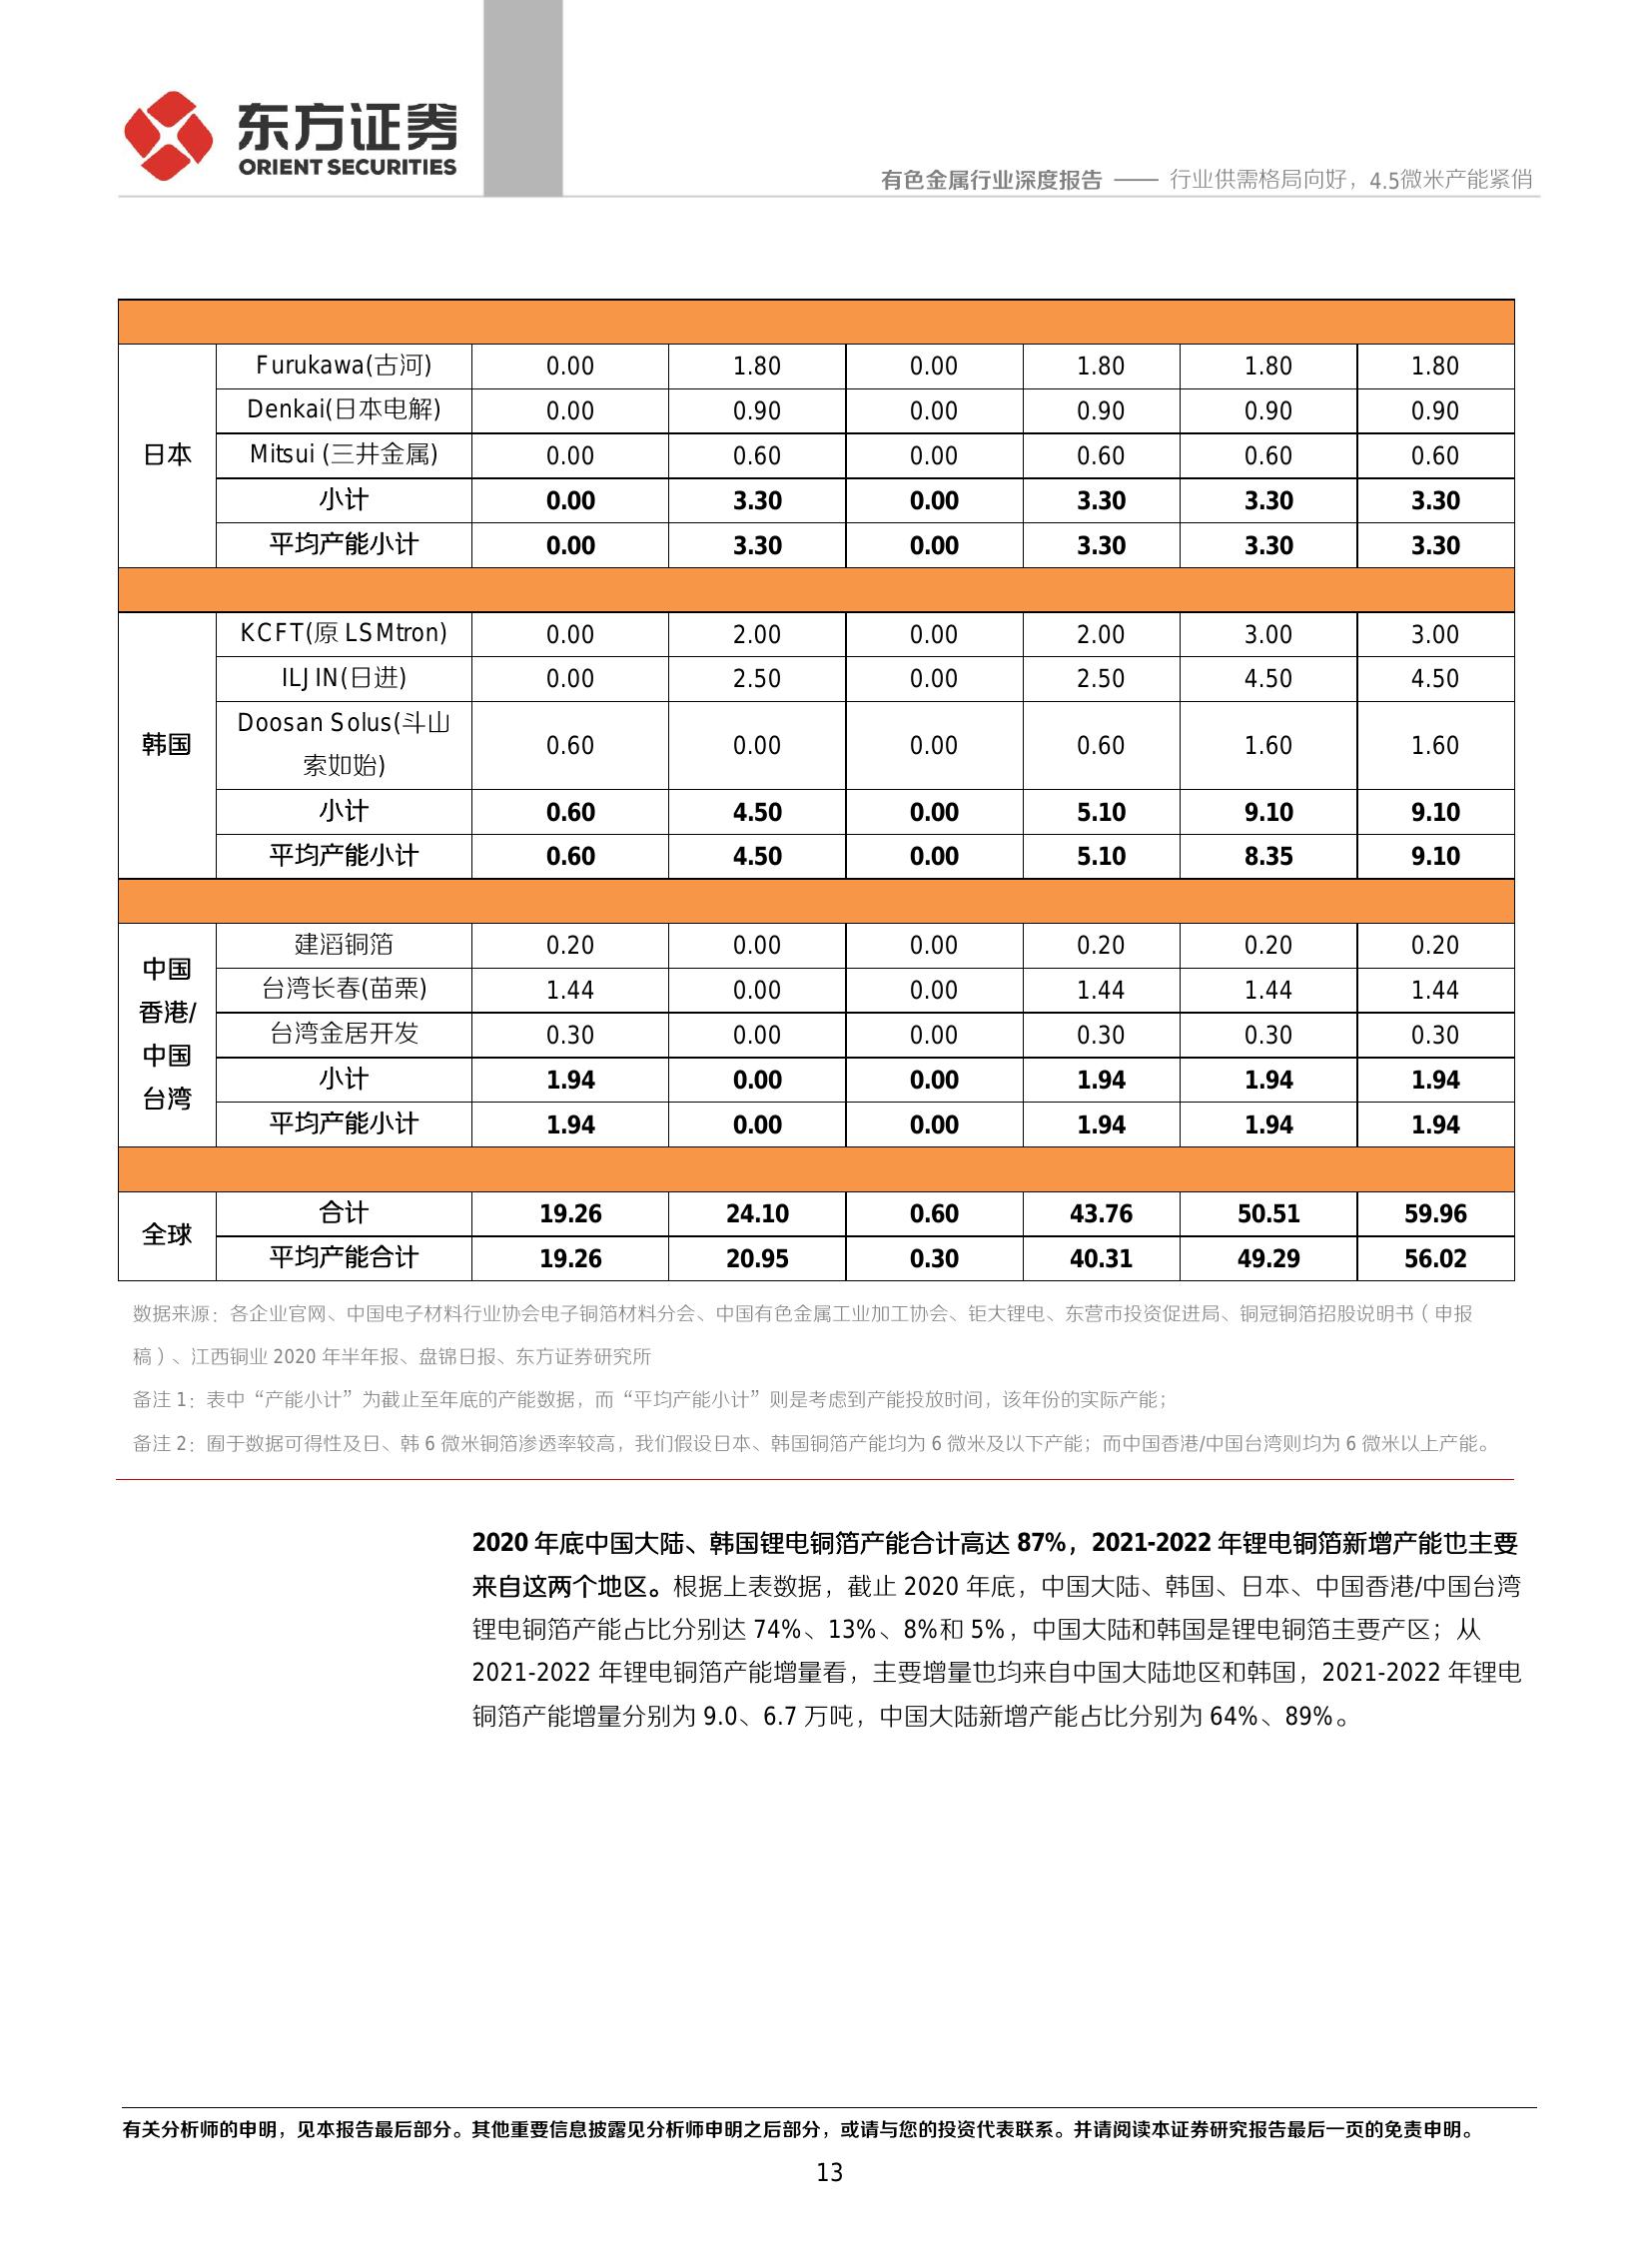 东方证券
ORIENT SECURITIES
有色金属行业深度报告 —— 行业供需格局向好，4.5微米产能紧俏
日本
Furukawa(古河) 0.00 1.80 0.00 1.80 1.80 1.80
Denkai(日本电解) 0.00 0.90 0.00 0.90 0.90 0.90
Mitsui (三井金属) 0.00 0.60 0.00 0.60 0.60 0.60
小计 0.00 3.30 0.00 3.30 3.30 3.30
平均产能小计 0.00 3.30 0.00 3.30 3.30 3.30
韩国
KCFT(原 LSMtron) 0.00 2.00 0.00 2.00 3.00 3.00
ILJIN(日进) 0.00 2.50 0.00 2.50 4.50 4.50
Doosan Solus(斗山
索如始) 0.60 0.00 0.00 0.60 1.60 1.60
小计 0.60 4.50 0.00 5.10 9.10 9.10
平均产能小计 0.60 4.50 0.00 5.10 8.35 9.10
中国
香港/
中国
台湾
建滔铜箔 0.20 0.00 0.00 0.20 0.20 0.20
台湾长春(苗栗) 1.44 0.00 0.00 1.44 1.44 1.44
台湾金居开发 0.30 0.00 0.00 0.30 0.30 0.30
小计 1.94 0.00 0.00 1.94 1.94 1.94
平均产能小计 1.94 0.00 0.00 1.94 1.94 1.94
全球
合计 19.26 24.10 0.60 43.76 50.51 59.96
平均产能合计 19.26 20.95 0.30 40.31 49.29 56.02
数据来源：各企业官网、中国电子材料行业协会电子铜箔材料分会、中国有色金属工业加工协会、钜大锂电、东营市投资促进局、铜冠铜箔招股说明书（申报
稿）、江西铜业 2020 年半年报、盘锦日报、东方证券研究所
备注 1：表中“产能小计”为截止至年底的产能数据，而“平均产能小计”则是考虑到产能投放时间，该年份的实际产能；
备注 2：囿于数据可得性及日、韩 6 微米铜箔渗透率较高，我们假设日本、韩国铜箔产能均为 6 微米及以下产能；而中国香港/中国台湾则均为 6 微米以上产能。
2020 年底中国大陆、韩国锂电铜箔产能合计高达 87%，2021-2022 年锂电铜箔新增产能也主要
来自这两个地区。根据上表数据，截止 2020 年底，中国大陆、韩国、日本、中国香港/中国台湾
锂电铜箔产能占比分别达 74%、13%、8%和 5%，中国大陆和韩国是锂电铜箔主要产区；从
2021-2022 年锂电铜箔产能增量看，主要增量也均来自中国大陆地区和韩国，2021-2022 年锂电
铜箔产能增量分别为 9.0、6.7 万吨，中国大陆新增产能占比分别为 64%、89%。
有关分析师的申明，见本报告最后部分。其他重要信息披露见分析师申明之后部分，或请与您的投资代表联系。并请阅读本证券研究报告最后一页的免责申明。
13